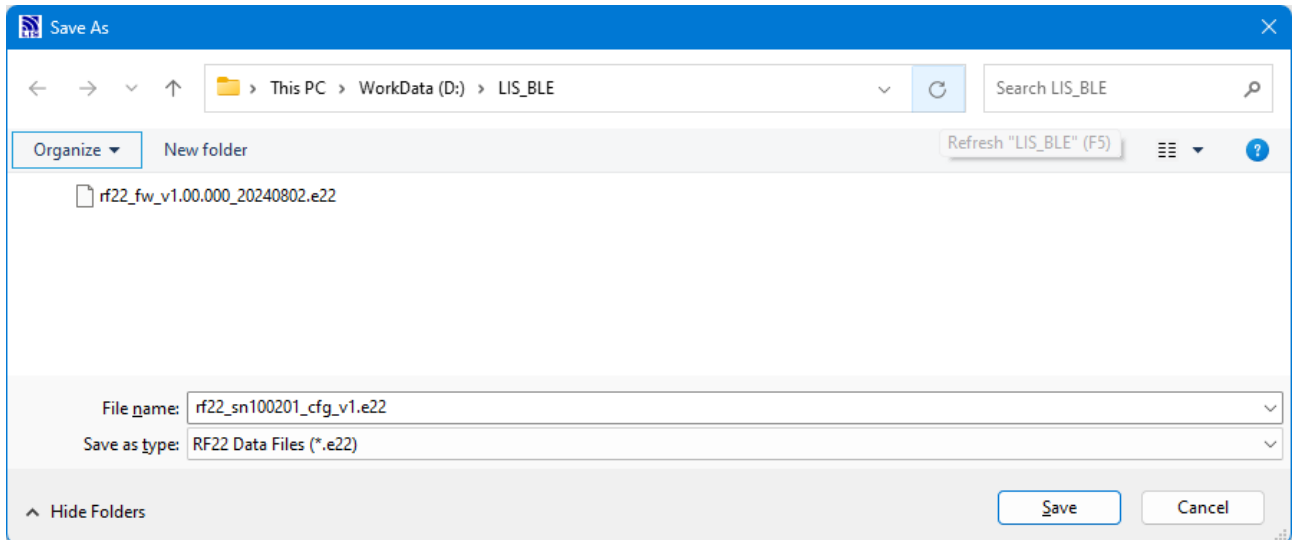 Save As
This PC > WorkData (D:) > LIS_BLE
Search LIS_BLE
Organize
New folder
Refresh "LIS_BLE" (F5)
rf22_fw_v1.00.000_20240802.e22
File name: rf22_sn100201_cfg_v1.e22
Save as type: RF22 Data Files (*.e22)
Hide Folders
Save
Cancel